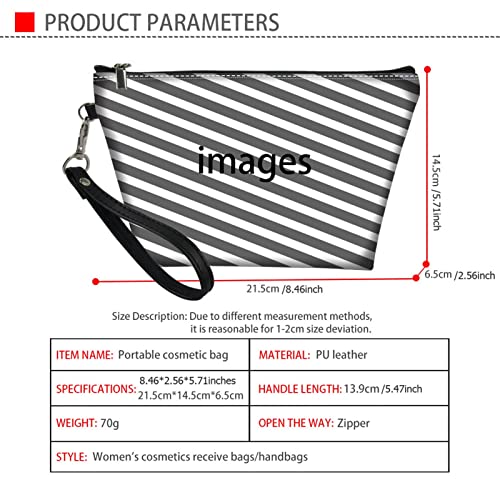 PRODUCT PARAMETERS
images
14.5cm / 5.71inch
6.5cm /2.56inch
21.5cm /8.46inch
Size Description: Due to different measurement methods,
it is reasonable for 1-2cm size deviation.
ITEM NAME: Portable cosmetic bag
MATERIAL: PU leather
SPECIFICATIONS: 8.46*2.56*5.71inches
21.5cm*14.5cm*6.5cm
HANDLE LENGTH: 13.9cm /5.47inch
WEIGHT: 70g
OPEN THE WAY: Zipper
STYLE: Women's cosmetics receive bags/handbags